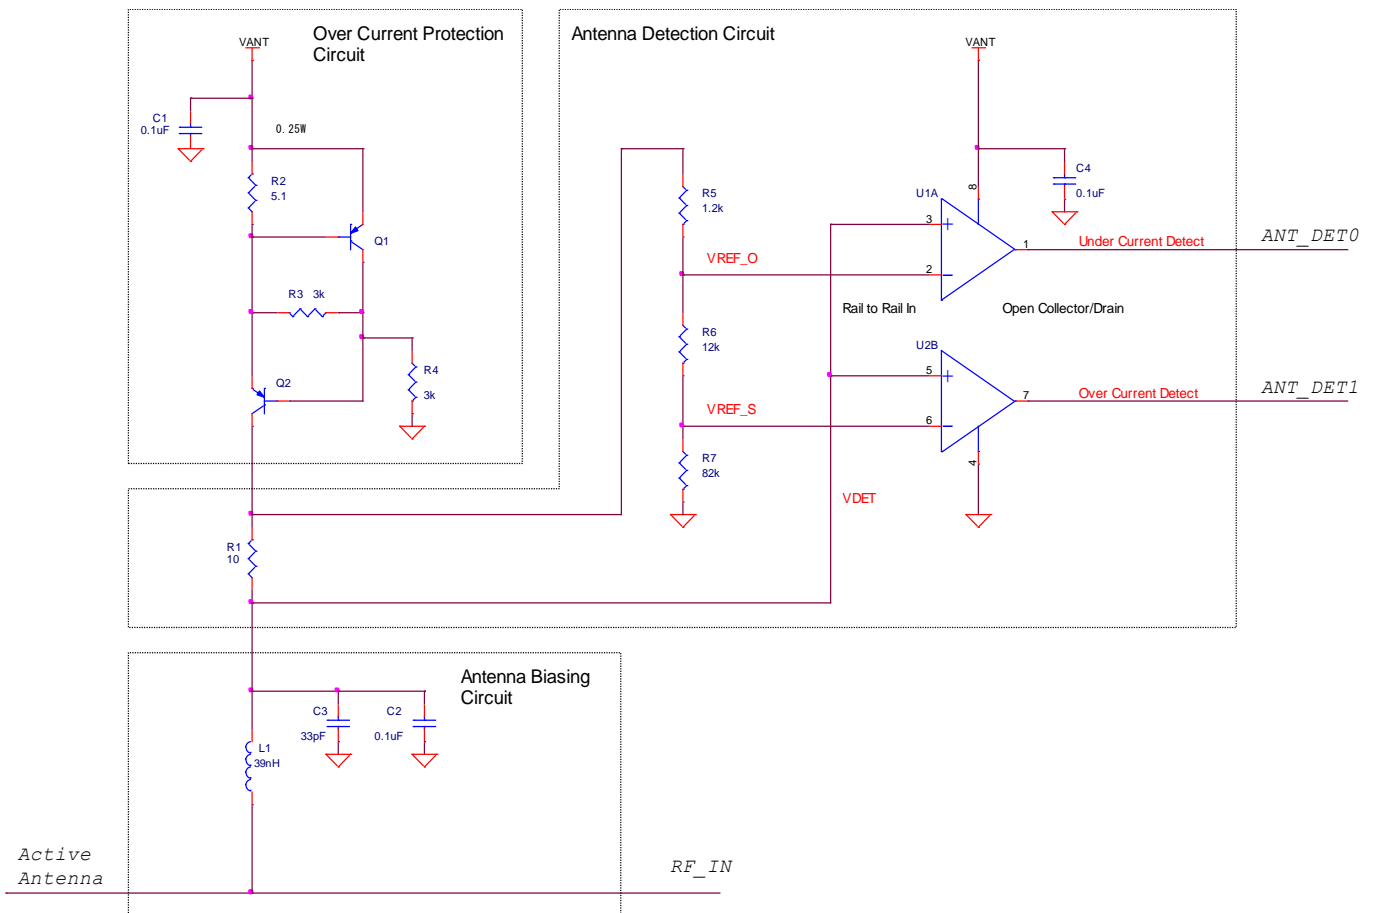 Over Current Protection
Circuit
VANT
C1
0.1uF
0.25W
R2
5.1
Q1
R3 3k
Q2
R4
3k
Antenna Detection Circuit
VANT
R5
1.2k
VREF_O
R6
12k
VREF_S
R7
82k
VDET
C4
0.1uF
U1A
8
3
+
2
-
1
Under Current Detect
ANT_DET0
Rail to Rail In
Open Collector/Drain
U2B
5
+
6
-
7
4
Over Current Detect
ANT_DET1
R1
10
Antenna Biasing
Circuit
C3
33pF
C2
0.1uF
L1
39nH
Active
Antenna
RF_IN